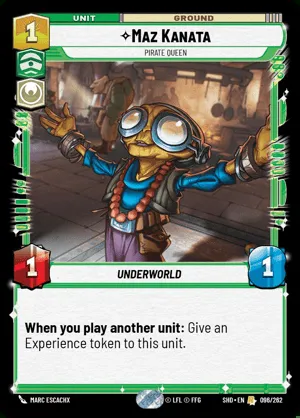 UNIT
GROUND
1
✧MAZ KANATA
PIRATE QUEEN
1
UNDERWORLD
1
When you play another unit: Give an
Experience token to this unit.
MARC ESCACHX
© LFL © FFG
SHD • EN R 096/262